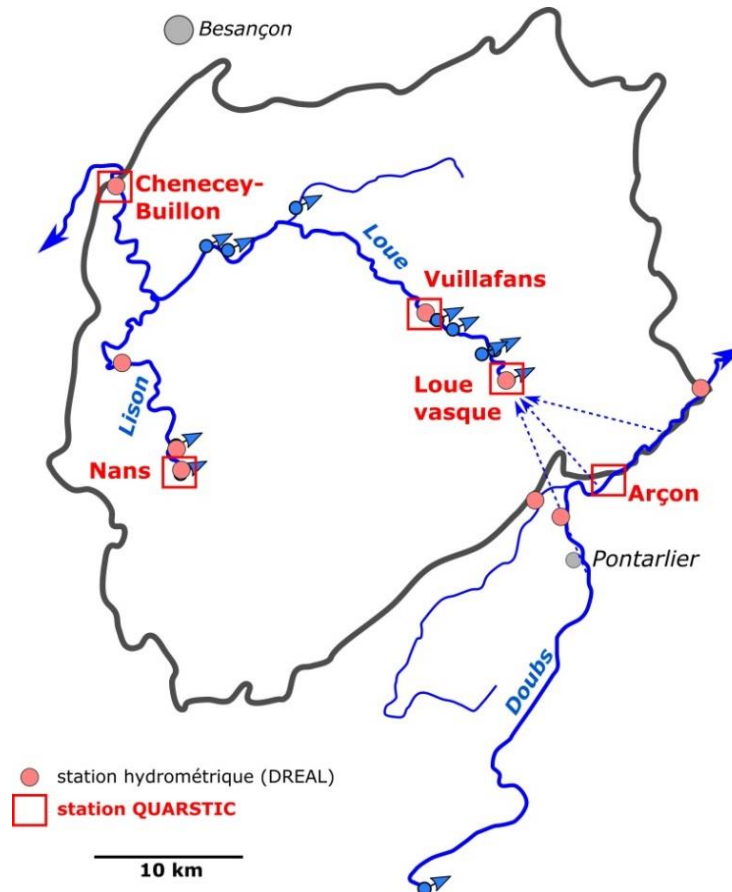 Besançon
Chenecey-
Buillon
Loue
Vuillafans
Loue
vasque
Lison
Nans
Arçon
Pontarlier
Doubs
station hydrométrique (DREAL)
station QUARSTIC
10 km